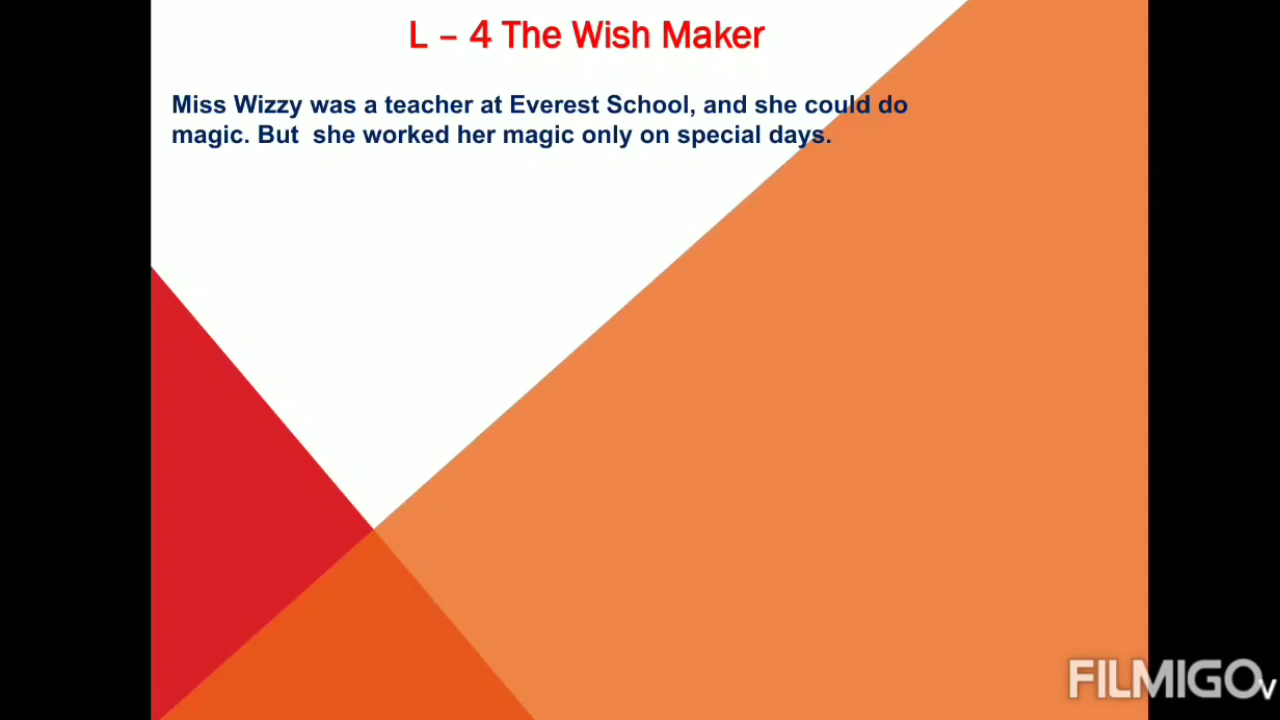 L – 4 The Wish Maker
Miss Wizzy was a teacher at Everest School, and she could do
magic. But  she worked her magic only on special days.
FILMIGO
V